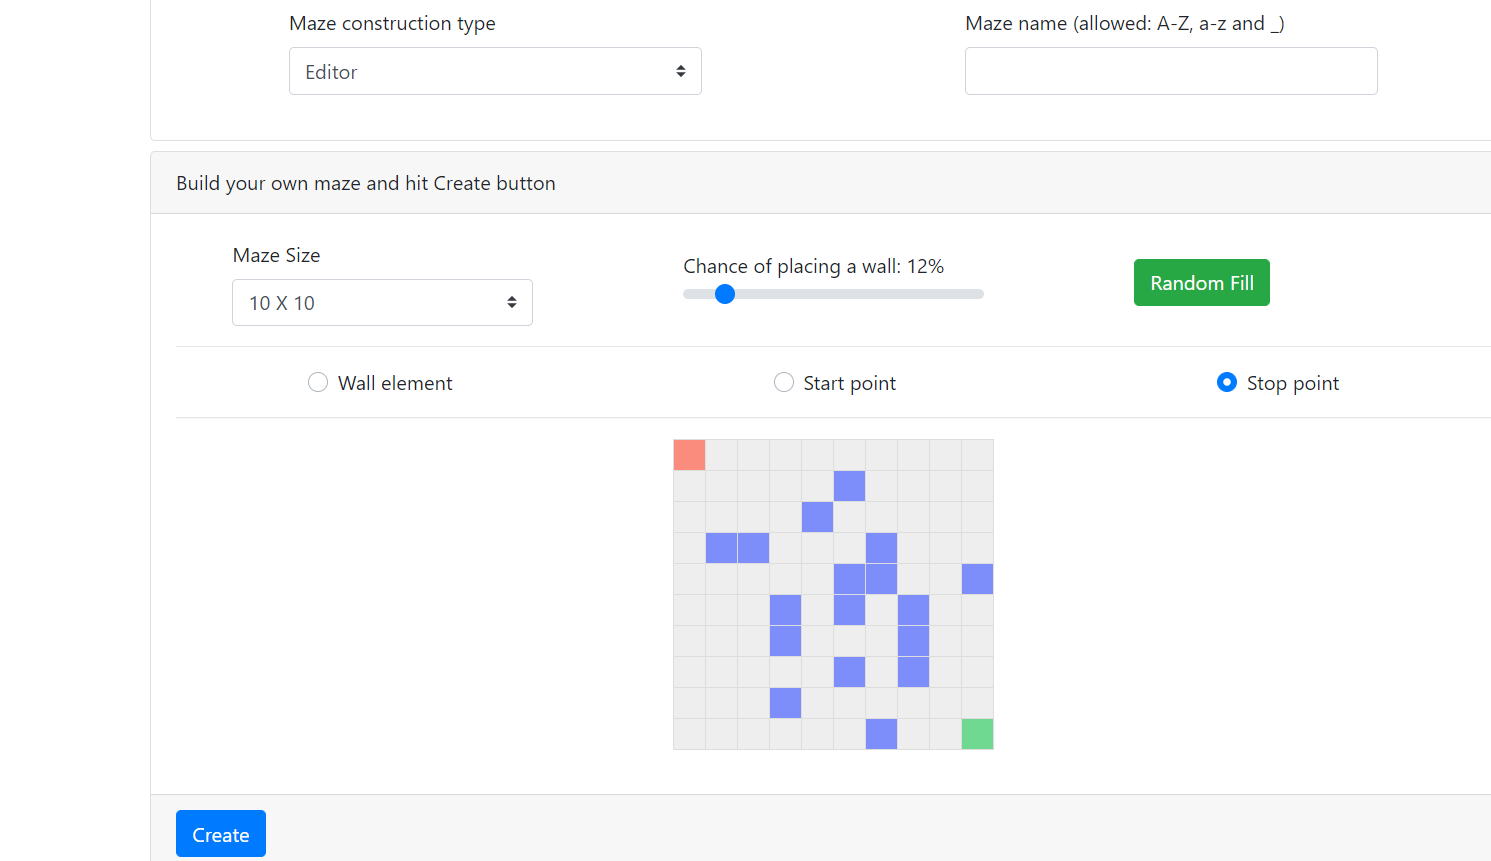 Maze construction type
Maze name (allowed: A-Z, a-z and _)
Editor
Build your own maze and hit Create button
Maze Size
Chance of placing a wall: 12%
10 X 10
Random Fill
Wall element
Start point
Stop point
Create